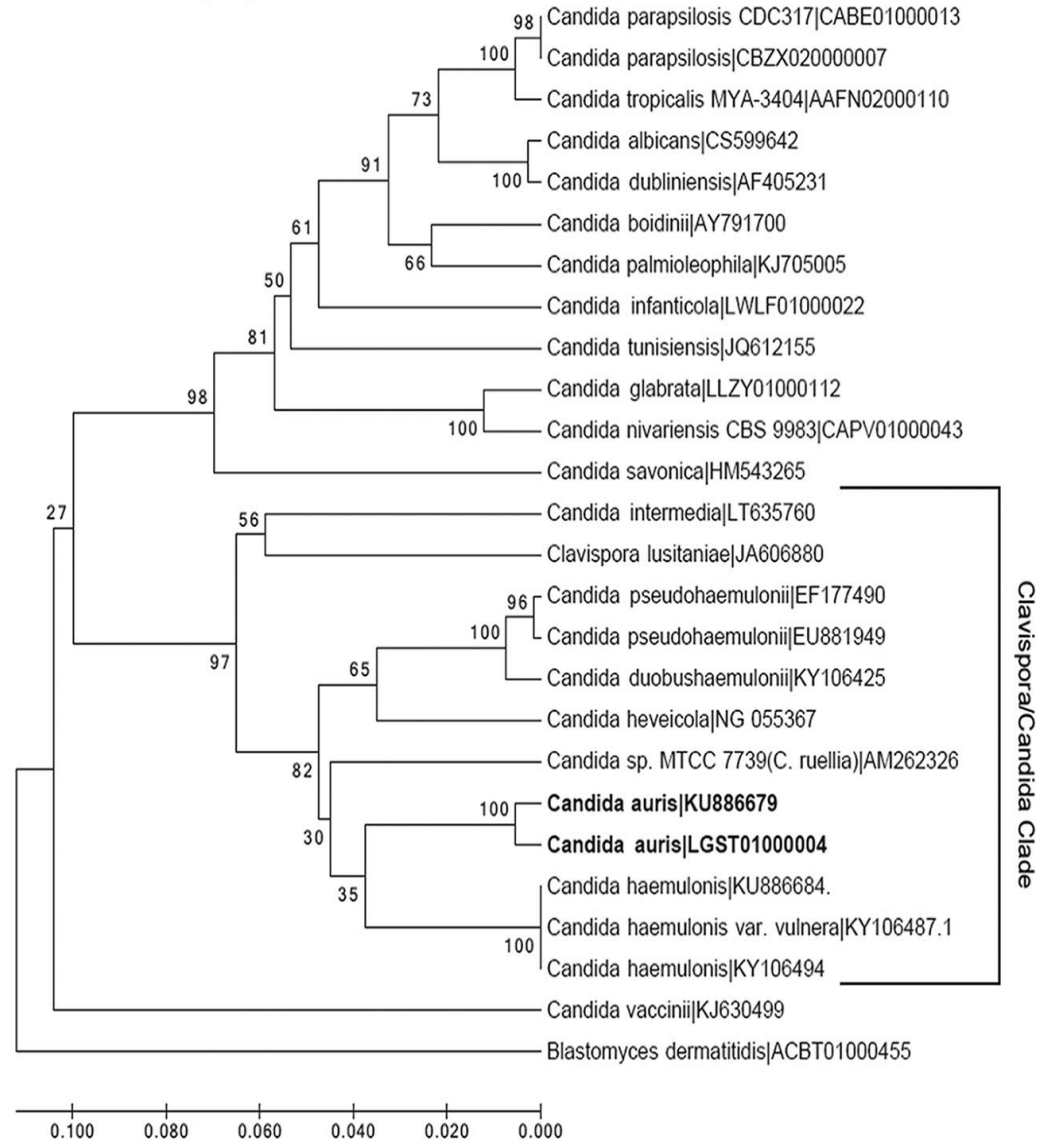 98
Candida parapsilosis CDC317|CABE01000013
100
Candida parapsilosis|CBZX020000007
73
Candida tropicalis MYA-3404|AAFN02000110
Candida albicans|CS599642
91
100
Candida dubliniensis|AF405231
61
Candida boidinii|AY791700
66
Candida palmioleophila|KJ705005
50
Candida infanticola|LWLF01000022
81
Candida tunisiensis|JQ612155
98
Candida glabrata|LLZY01000112
100
Candida nivariensis CBS 9983|CAPV01000043
Candida savonica|HM543265
27
56
Candida intermedia|LT635760
Clavispora lusitaniae|JA606880
96
Candida pseudohaemulonii|EF177490
100
Candida pseudohaemulonii|EU881949
97
65
Candida duobushaemulonii|KY106425
Candida heveicola|NG 055367
82
Candida sp. MTCC 7739(C. ruellia)|AM262326
100
Candida auris|KU886679
30
Candida auris|LGST01000004
35
Candida haemulonis|KU886684.
Candida haemulonis var. vulnera|KY106487.1
100
Candida haemulonis|KY106494
Clavispora/Candida Clade
Candida vaccinii|KJ630499
Blastomyces dermatitidis|ACBT01000455
0.100 0.080 0.060 0.040 0.020 0.000